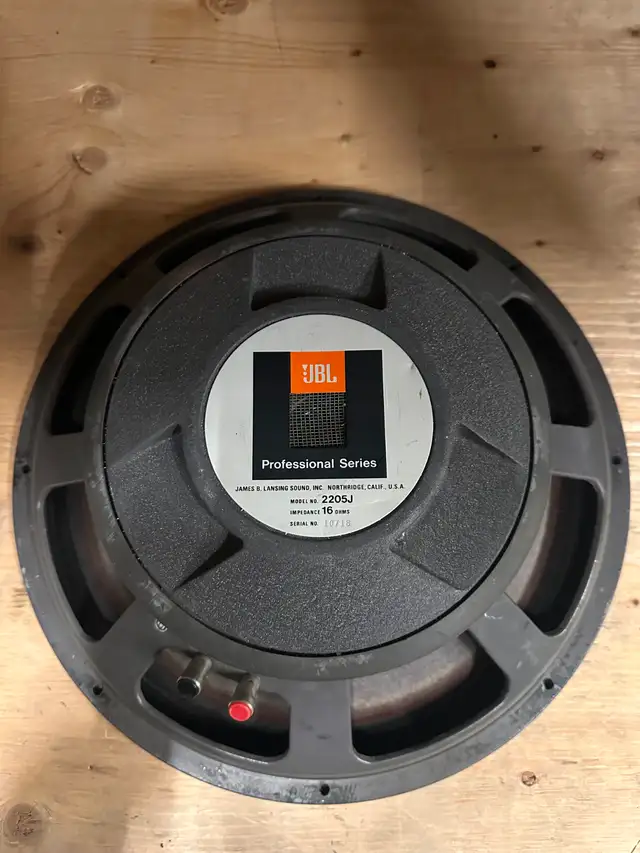 JBL
Professional Series
JAMES B. LANSING SOUND, INC. NORTHRIDGE, CALIF., U.S.A.
MODEL NO. 2205J
IMPEDANCE 16 OHMS
SERIAL NO. 10718